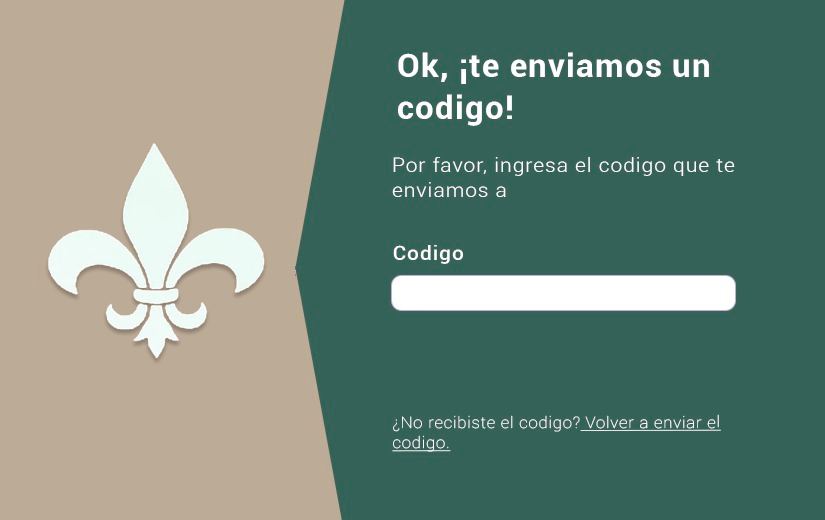 Ok, ¡te enviamos un
codigo!
Por favor, ingresa el codigo que te
enviamos a
Codigo
¿No recibiste el codigo? Volver a enviar el
codigo.